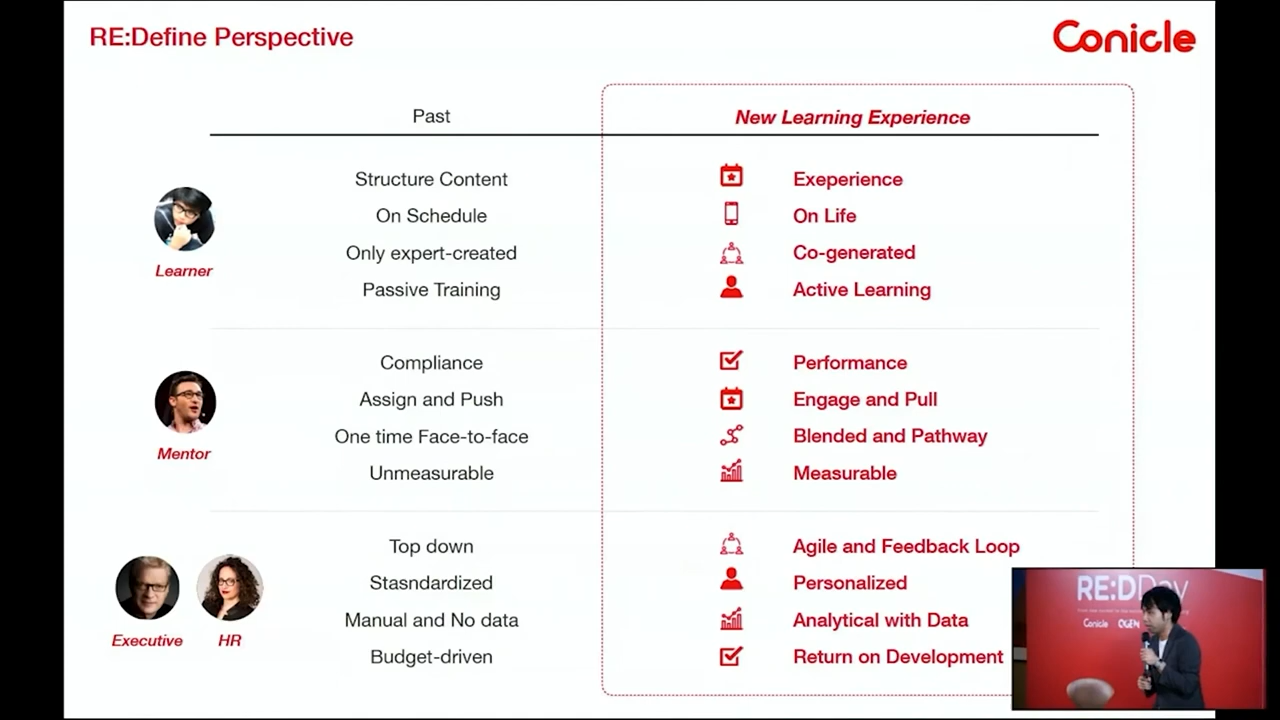 RE:Define Perspective
Conicle
Past
New Learning Experience
Structure Content
Exeperience
On Schedule
On Life
Only expert-created
Co-generated
Passive Training
Active Learning
Learner
Compliance
Performance
Assign and Push
Engage and Pull
One time Face-to-face
Blended and Pathway
Unmeasurable
Measurable
Mentor
Top down
Agile and Feedback Loop
Stasndardized
Personalized
Manual and No data
Analytical with Data
Budget-driven
Return on Development
Executive
HR
RE:DDay
Conicle